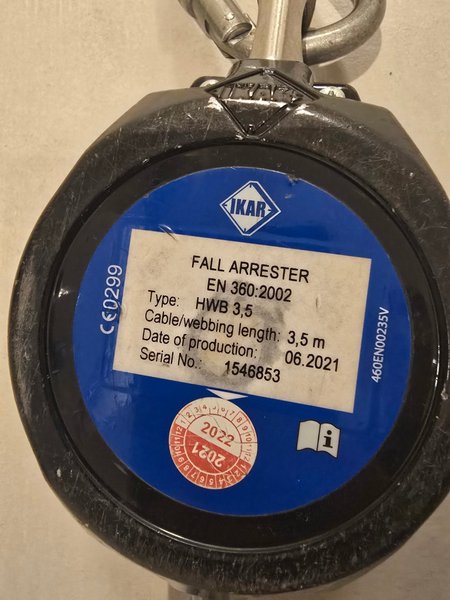 IKAR
FALL ARRESTER
EN 360:2002
Type: HWB 3,5
Cable/webbing length: 3,5 m
Date of production: 06.2021
Serial No.: 1546853
CE0299
460EN00235V
2022
2021
i